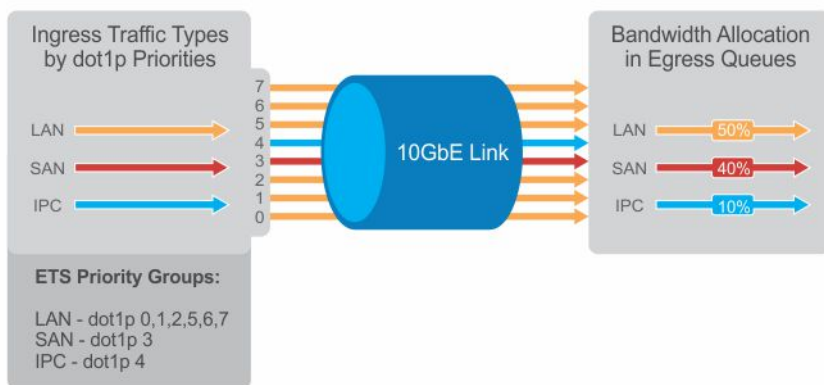 Ingress Traffic Types
by dot1p Priorities
LAN
SAN
IPC
7
6
5
4
3
2
1
0
10GbE Link
Bandwidth Allocation
in Egress Queues
LAN 50%
SAN 40%
IPC 10%
ETS Priority Groups:
LAN - dot1p 0,1,2,5,6,7
SAN - dot1p 3
IPC - dot1p 4